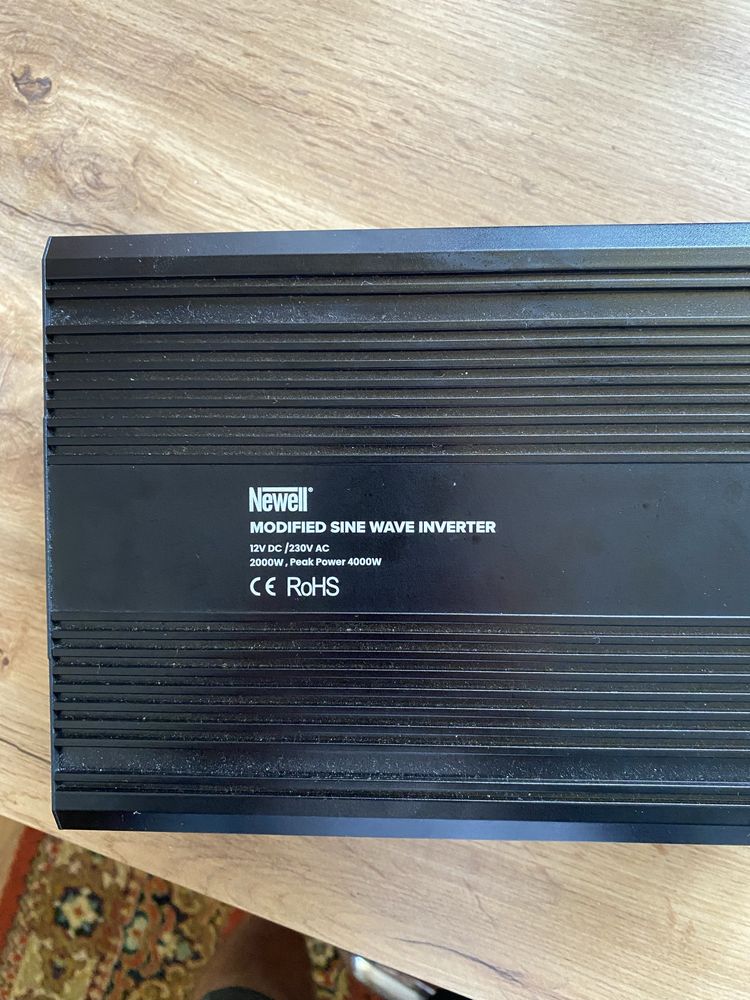 Newell®
MODIFIED SINE WAVE INVERTER
12V DC /230V AC
2000W , Peak Power 4000W
CE RoHS